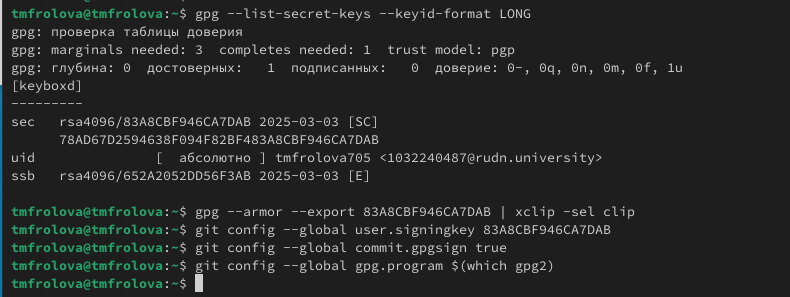 tmfrolova@tmfrolova:~$ gpg --list-secret-keys --keyid-format LONG
gpg: проверка таблицы доверия
gpg: marginals needed: 3  completes needed: 1  trust model: pgp
gpg: глубина: 0  достоверных:   1  подписанных:   0  доверие: 0-, 0q, 0n, 0m, 0f, 1u
[keyboxd]
---------
sec   rsa4096/83A8CBF946CA7DAB 2025-03-03 [SC]
      78AD67D2594638F094F82BF483A8CBF946CA7DAB
uid               [  абсолютно ] tmfrolova705 <1032240487@rudn.university>
ssb   rsa4096/652A2052DD56F3AB 2025-03-03 [E]
tmfrolova@tmfrolova:~$ gpg --armor --export 83A8CBF946CA7DAB | xclip -sel clip
tmfrolova@tmfrolova:~$ git config --global user.signingkey 83A8CBF946CA7DAB
tmfrolova@tmfrolova:~$ git config --global commit.gpgsign true
tmfrolova@tmfrolova:~$ git config --global gpg.program $(which gpg2)
tmfrolova@tmfrolova:~$